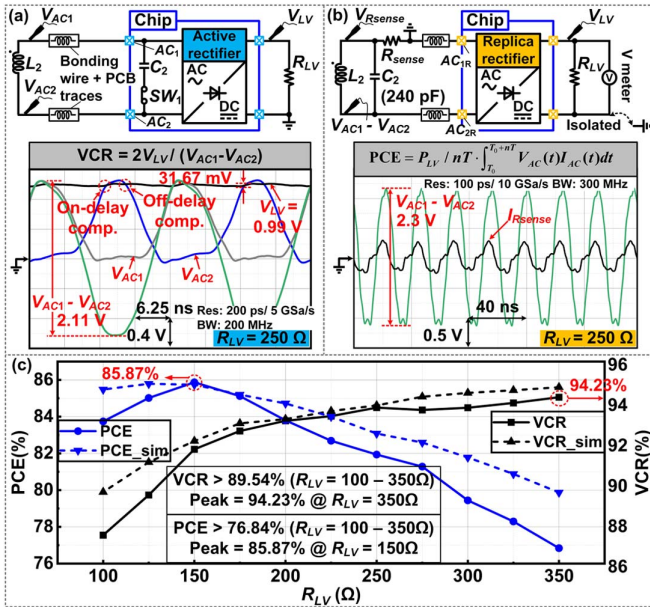 (a)
V_AC1
Chip
Active
rectifier
V_LV
AC_1
L_2
Bonding
wire + PCB
traces
C_2
SW_1
AC
DC
R_LV
V_AC2
AC_2
VCR = 2V_LV / (V_AC1-V_AC2)
31.67 mV
On-delay
comp.
Off-delay
comp.
V_LV =
0.99 V
V_AC1
V_AC2
V_AC1 - V_AC2
2.11 V
6.25 ns
0.4 V
Res: 200 ps/ 5 GSa/s
BW: 200 MHz
R_LV = 250 Ω
(b)
V_Rsense
Chip
Replica
rectifier
V_LV
R_sense
AC_1R
L_2
C_2
(240 pF)
AC
DC
R_LV
V
V meter
AC_2R
V_AC1 - V_AC2
Isolated
PCE = P_LV / nT · ∫_{T_0}^{T_0+nT} V_AC(t)I_AC(t)dt
Res: 100 ps/ 10 GSa/s BW: 300 MHz
V_AC1 - V_AC2
2.3 V
I_Rsense
40 ns
0.5 V
R_LV = 250 Ω
(c)
86
84
82
80
78
76
PCE(%)
85.87%
PCE
PCE_sim
94.23%
VCR
VCR_sim
VCR > 89.54% (R_LV = 100 – 350Ω)
Peak = 94.23% @ R_LV = 350Ω
PCE > 76.84% (R_LV = 100 – 350Ω)
Peak = 85.87% @ R_LV = 150Ω
96
94
92
90
88
86
VCR(%)
100 150 200 250 300 350
R_LV (Ω)